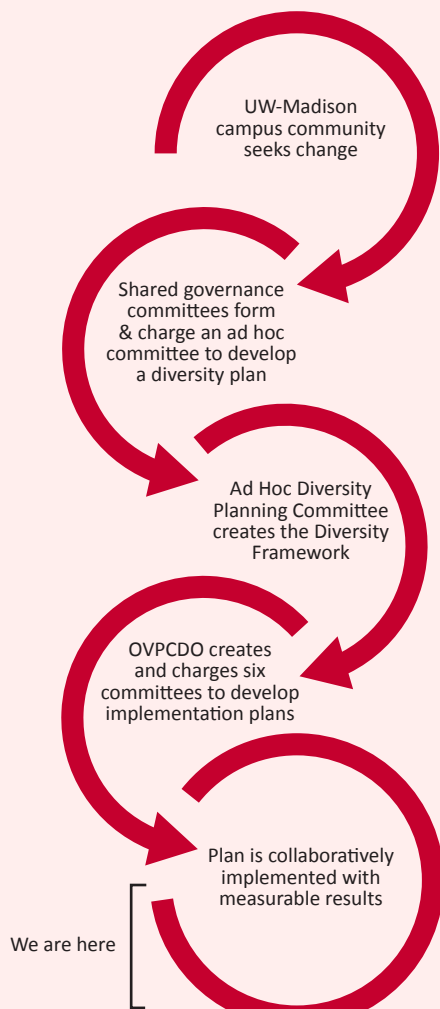 UW-Madison
campus community
seeks change
Shared governance
committees form
& charge an ad hoc
committee to develop
a diversity plan
Ad Hoc Diversity
Planning Committee
creates the Diversity
Framework
OVPCDO creates
and charges six
committees to develop
implementation plans
Plan is collaboratively
implemented with
measurable results
We are here